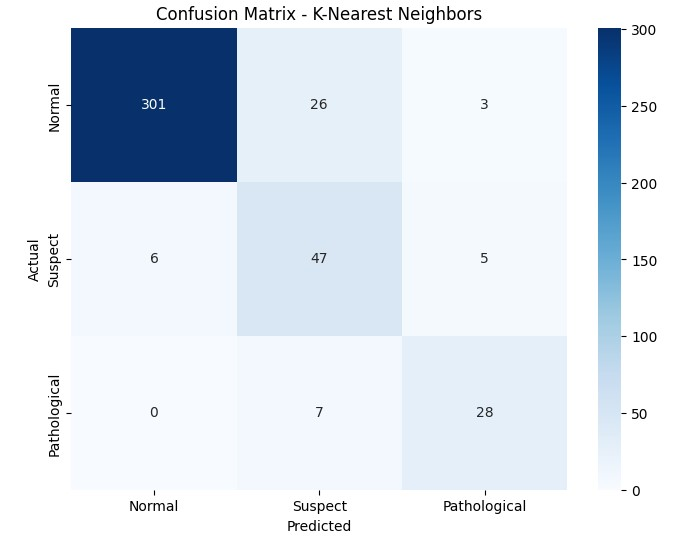 Confusion Matrix - K-Nearest Neighbors
Actual
Normal
301 26 3
Suspect
6 47 5
Pathological
0 7 28
Normal Suspect Pathological
Predicted
300
250
200
150
100
50
0